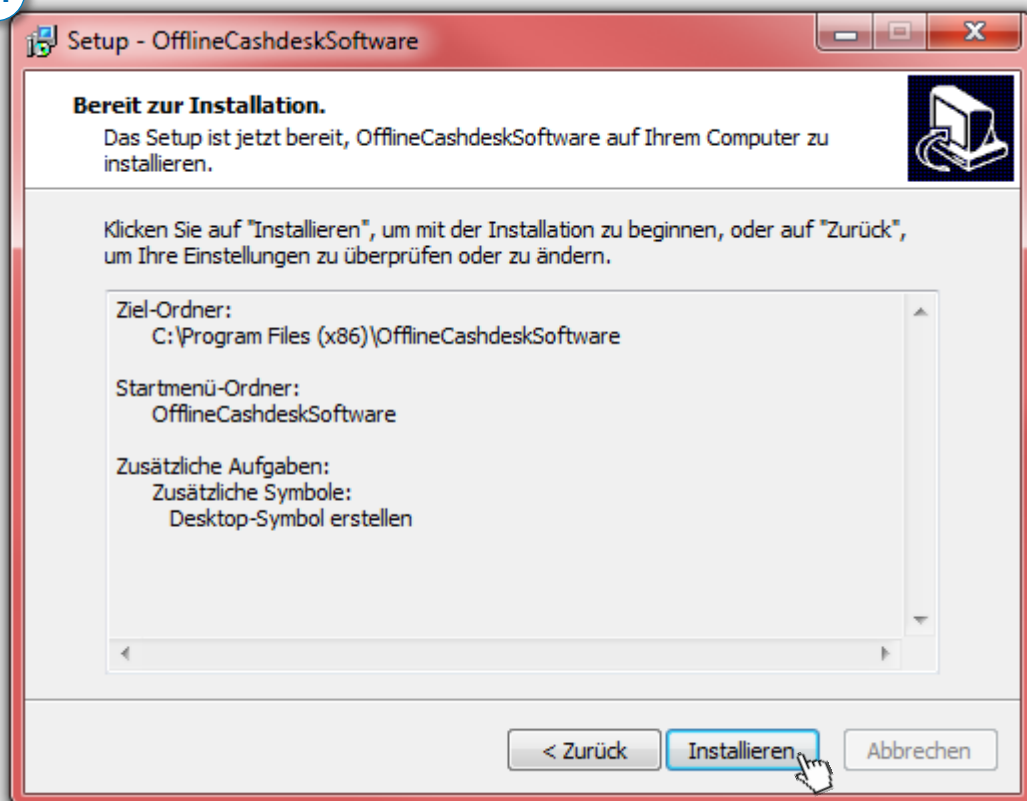 Setup - OfflineCashdeskSoftware
Bereit zur Installation.
Das Setup ist jetzt bereit, OfflineCashdeskSoftware auf Ihrem Computer zu
installieren.
Klicken Sie auf "Installieren", um mit der Installation zu beginnen, oder auf "Zurück",
um Ihre Einstellungen zu überprüfen oder zu ändern.
Ziel-Ordner:
C:\Program Files (x86)\OfflineCashdeskSoftware
Startmenü-Ordner:
OfflineCashdeskSoftware
Zusätzliche Aufgaben:
Zusätzliche Symbole:
Desktop-Symbol erstellen
< Zurück
Installieren
Abbrechen